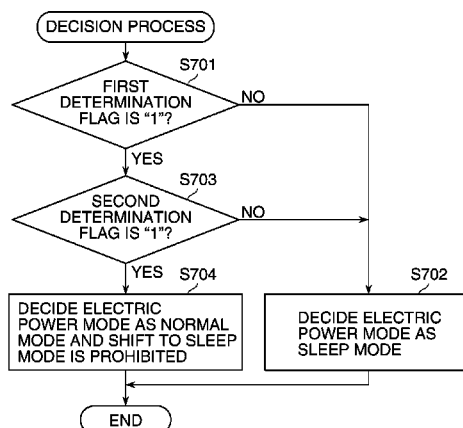 DECISION PROCESS
S701
FIRST
DETERMINATION
FLAG IS "1"?
NO
YES
S703
SECOND
DETERMINATION
FLAG IS "1"?
NO
YES
S704
DECIDE ELECTRIC
POWER MODE AS NORMAL
MODE AND SHIFT TO SLEEP
MODE IS PROHIBITED
S702
DECIDE ELECTRIC
POWER MODE AS
SLEEP MODE
END